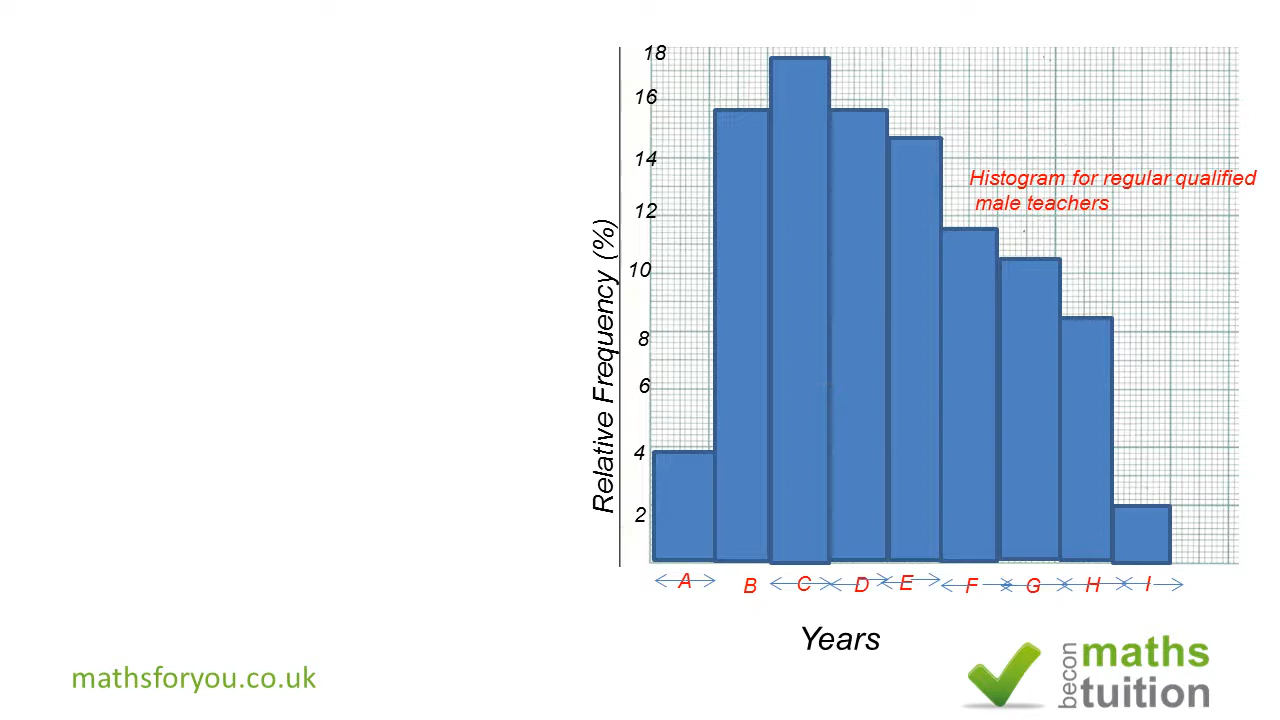 18
16
14
12
10
8
6
4
2
Relative Frequency (%)
Histogram for regular qualified
male teachers
A B C D E F G H I
Years
mathsforyou.co.uk
becon
maths
tuition